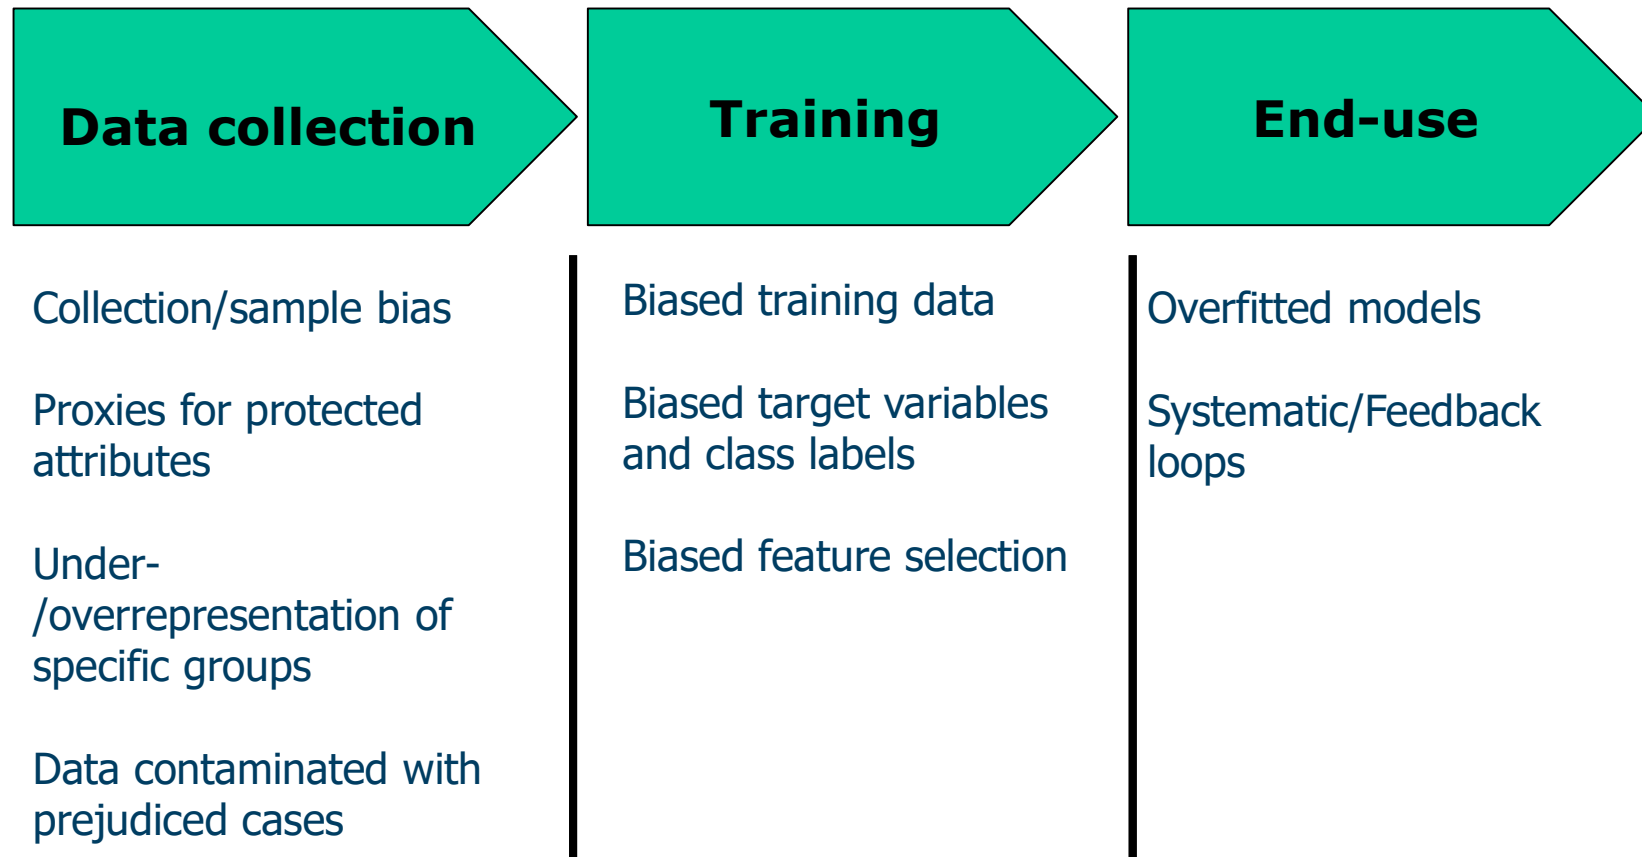 Data collection
Training
End-use
Collection/sample bias
Proxies for protected
attributes
Under-
/overrepresentation of
specific groups
Data contaminated with
prejudiced cases
Biased training data
Biased target variables
and class labels
Biased feature selection
Overfitted models
Systematic/Feedback
loops